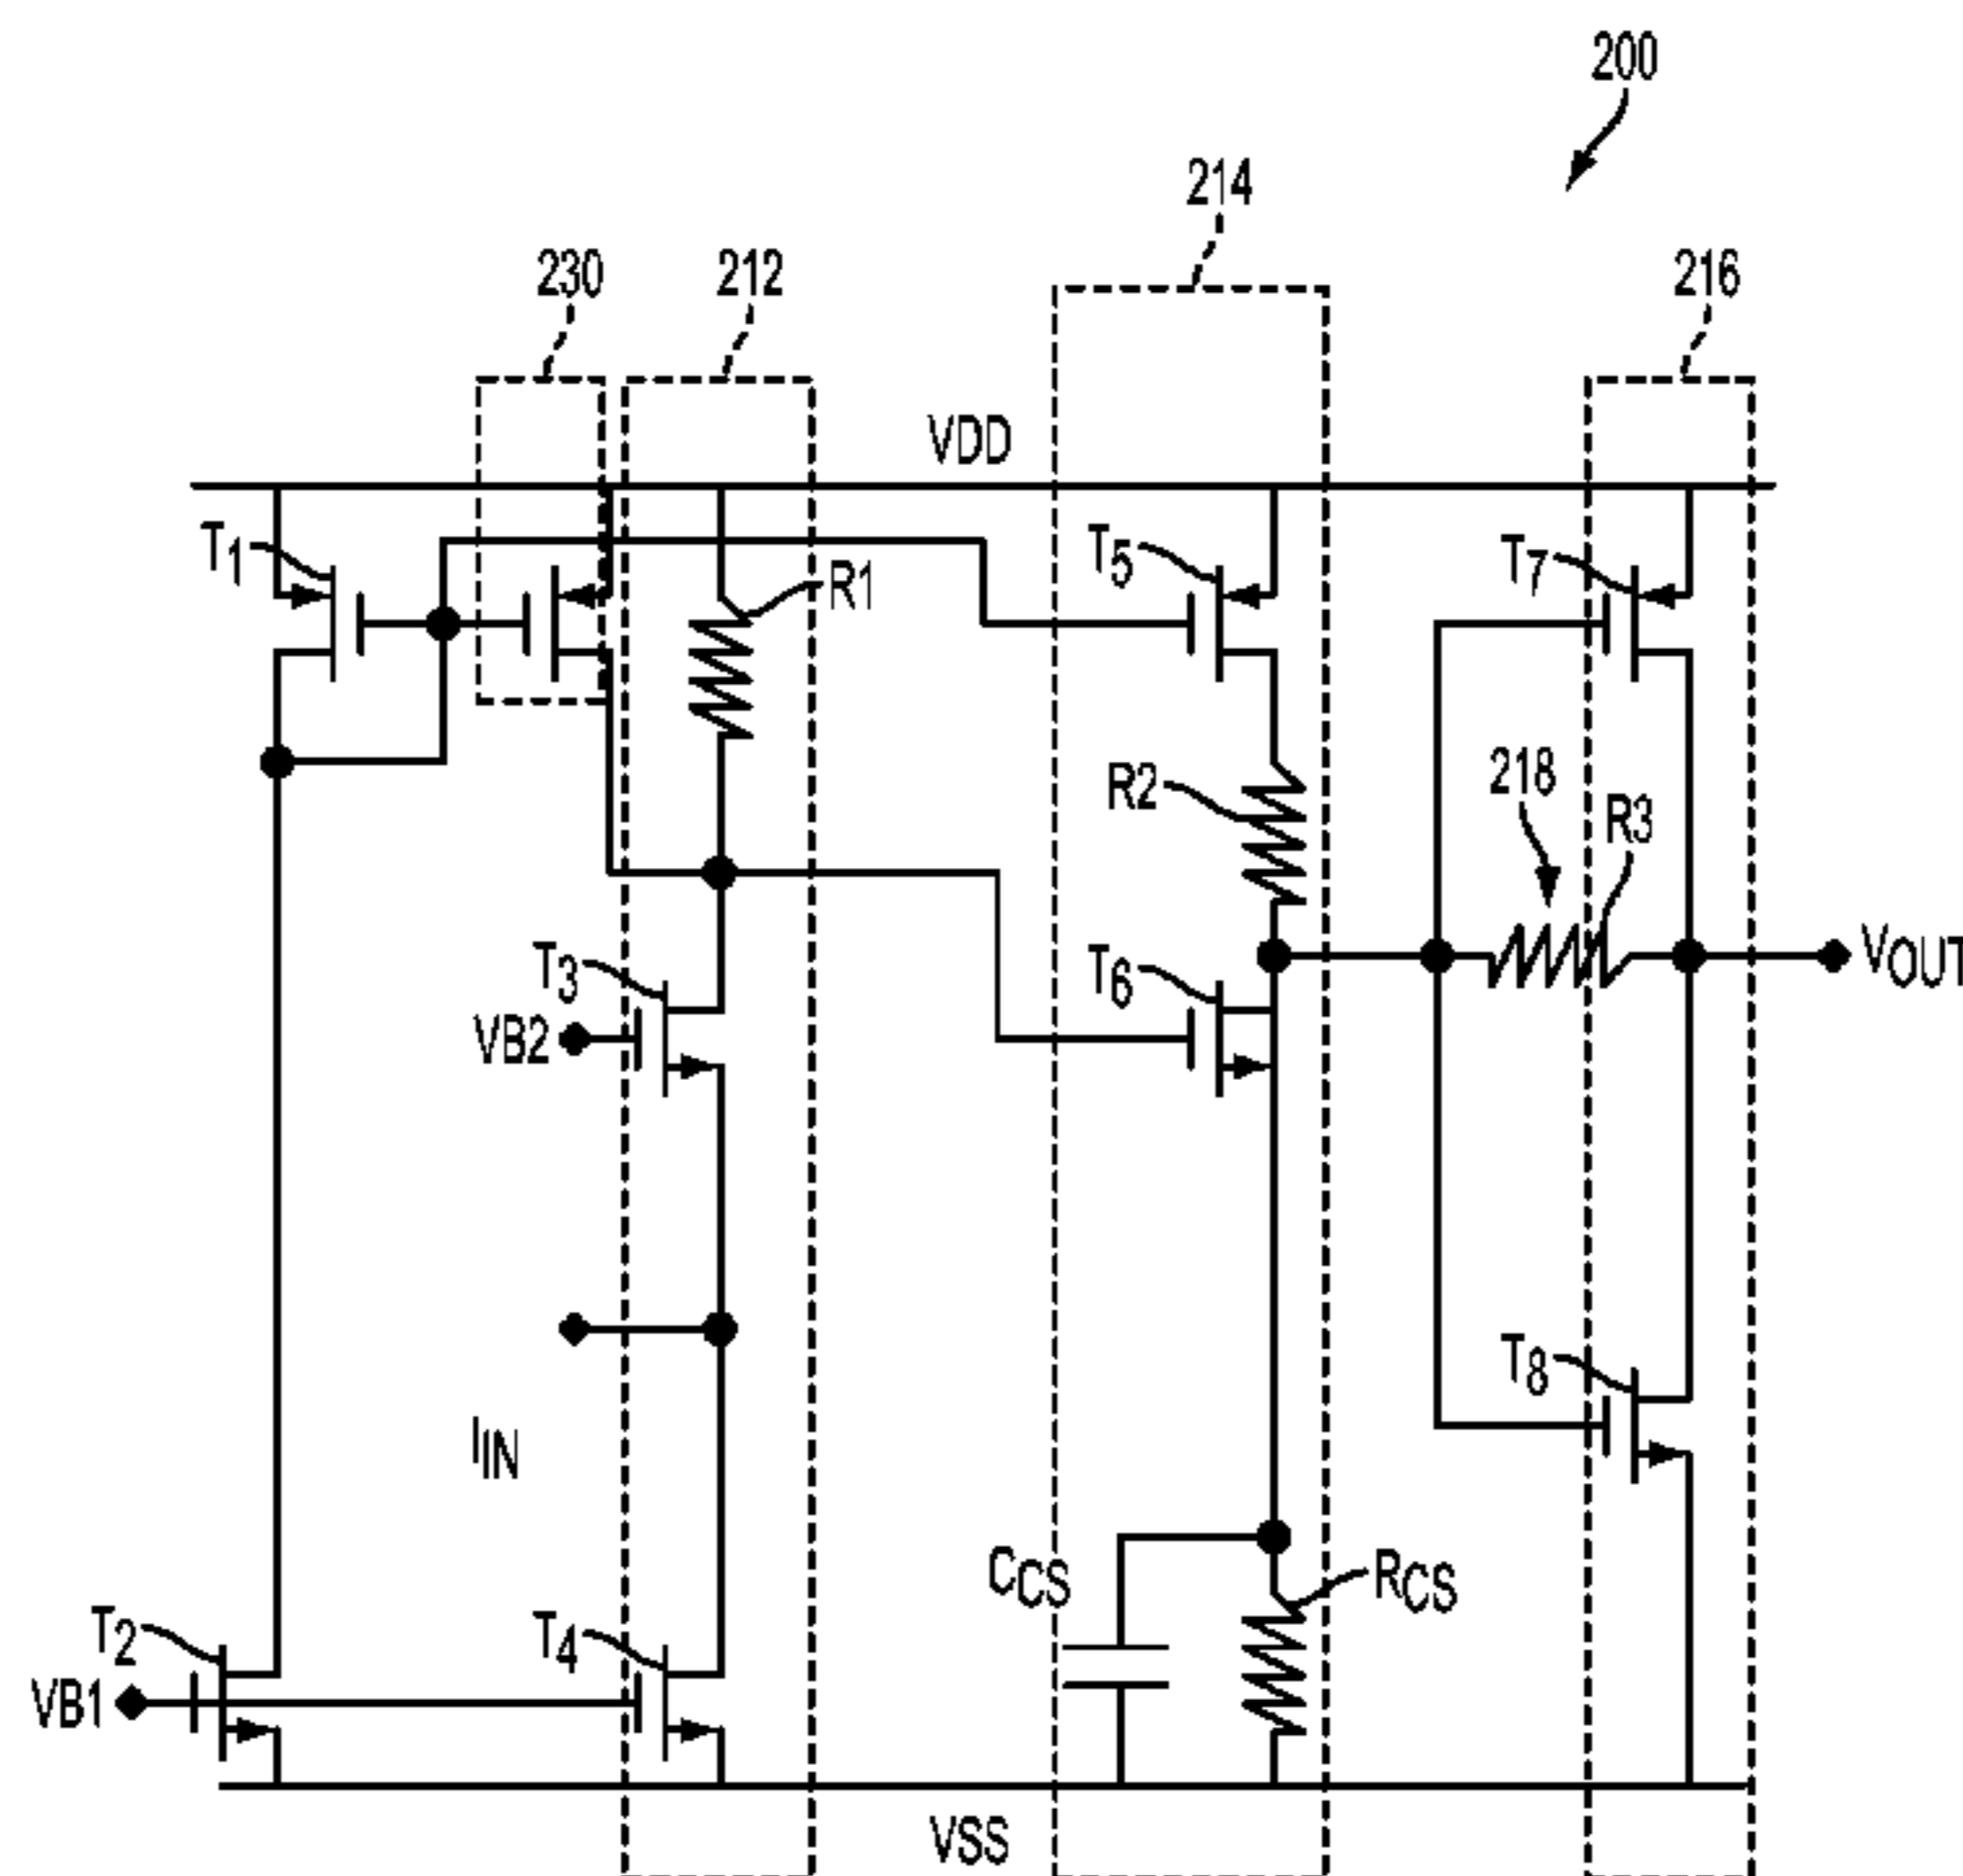 200
214
230
212
216
VDD
T1
R1
T5
T7
R2
218
R3
T3
T6
VOUT
VB2
T8
IIN
CCS
RCS
T2
T4
VB1
VSS